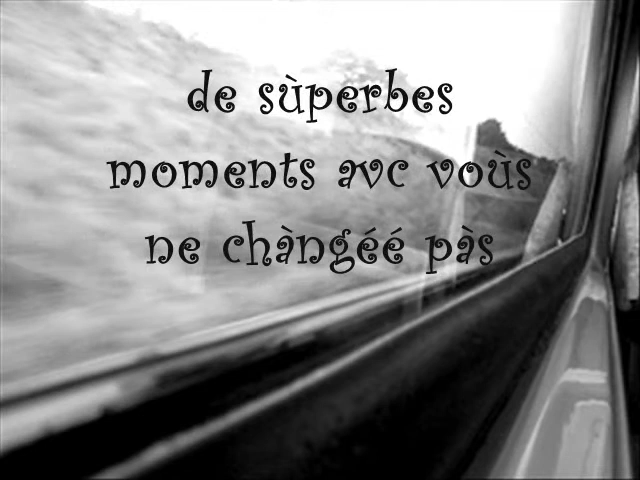 de sùperbes
moments avc voùs
ne chàngéé pàs